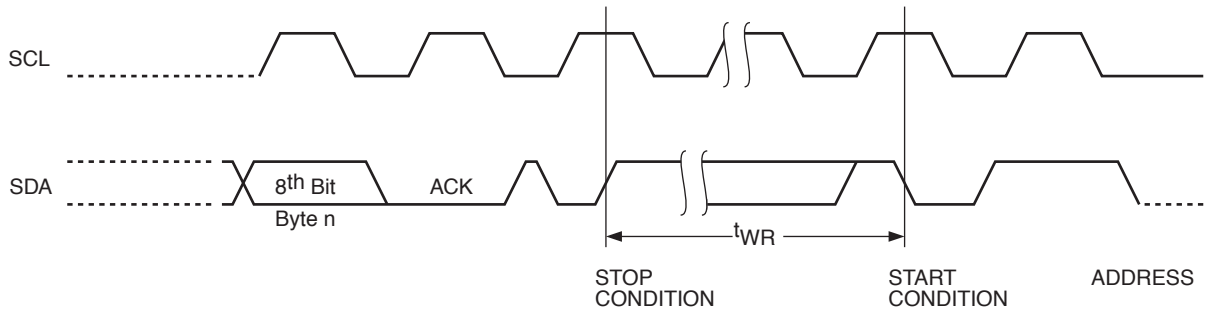 SCL
SDA
8th Bit
ACK
Byte n
tWR
STOP
CONDITION
START
CONDITION
ADDRESS